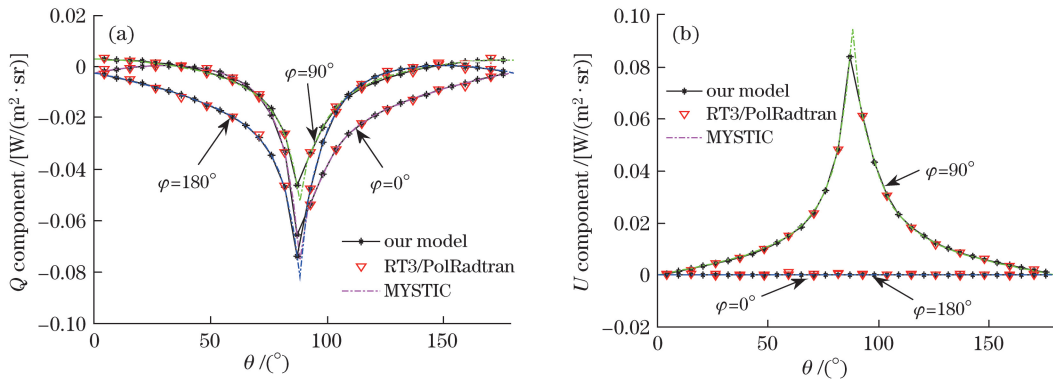 (a)
Q component /[W/(m²·sr)]
0.02
0
−0.02
−0.04
−0.06
−0.08
−0.10
φ=90°
φ=180°
φ=0°
our model
RT3/PolRadtran
MYSTIC
0 50 100 150
θ /(°)
(b)
U component /[W/(m²·sr)]
0.10
0.08
0.06
0.04
0.02
0
−0.02
our model
RT3/PolRadtran
MYSTIC
φ=90°
φ=0°
φ=180°
0 50 100 150
θ /(°)